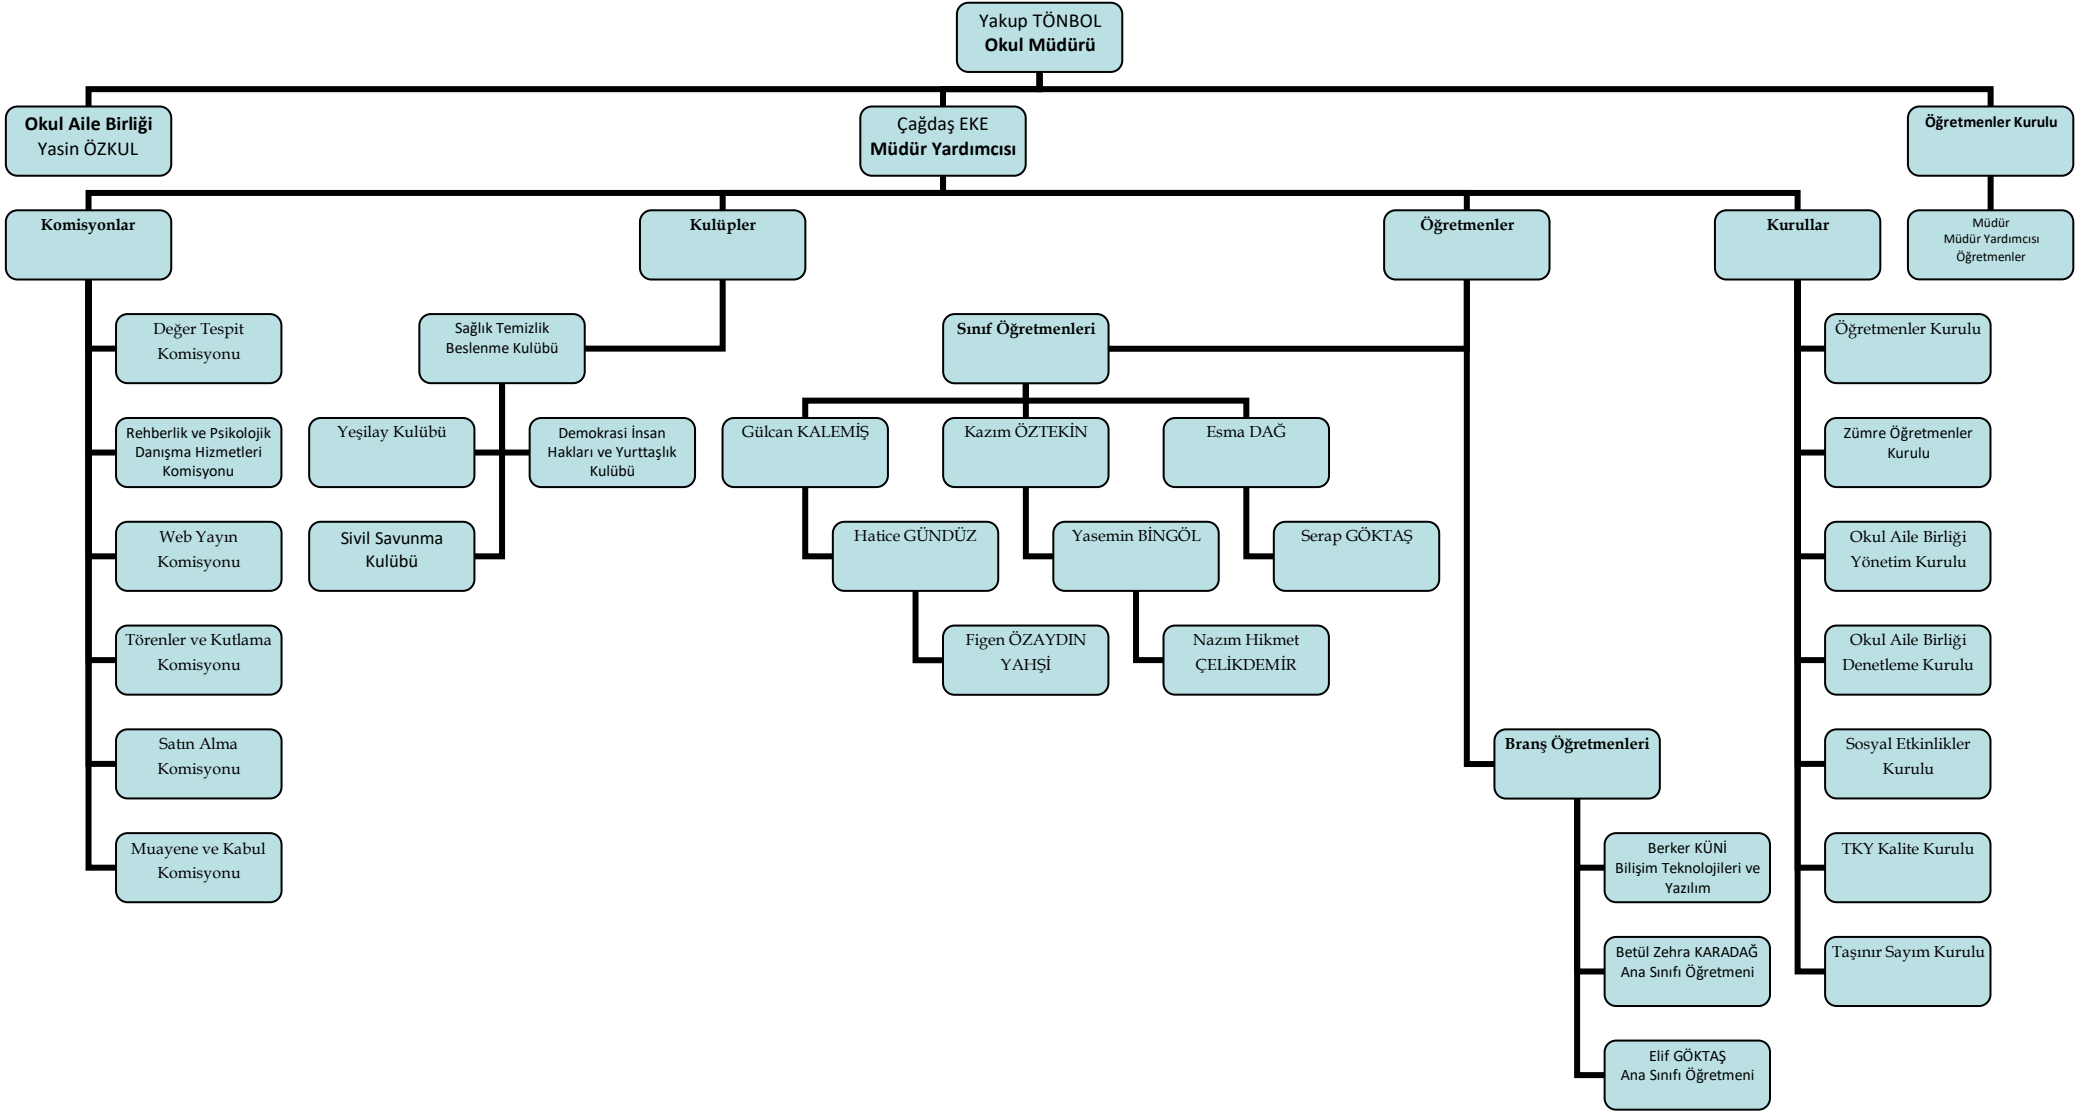 Yakup TÖNBOL
Okul Müdürü
Okul Aile Birliği
Yasin ÖZKUL
Çağdaş EKE
Müdür Yardımcısı
Öğretmenler Kurulu
Komisyonlar
Kulüpler
Öğretmenler
Kurullar
Müdür
Müdür Yardımcısı
Öğretmenler
Değer Tespit
Komisyonu
Sağlık Temizlik
Beslenme Kulübü
Sınıf Öğretmenleri
Öğretmenler Kurulu
Rehberlik ve Psikolojik
Danışma Hizmetleri
Komisyonu
Yeşilay Kulübü
Demokrasi İnsan
Hakları ve Yurttaşlık
Kulübü
Gülcan KALEMİŞ
Kazım ÖZTEKİN
Esma DAĞ
Zümre Öğretmenler
Kurulu
Web Yayın
Komisyonu
Sivil Savunma
Kulübü
Hatice GÜNDÜZ
Yasemin BİNGÖL
Serap GÖKTAŞ
Okul Aile Birliği
Yönetim Kurulu
Törenler ve Kutlama
Komisyonu
Figen ÖZAYDIN
YAHŞİ
Nazım Hikmet
ÇELİKDEMİR
Okul Aile Birliği
Denetleme Kurulu
Satın Alma
Komisyonu
Branş Öğretmenleri
Sosyal Etkinlikler
Kurulu
Muayene ve Kabul
Komisyonu
Berker KÜNİ
Bilişim Teknolojileri ve
Yazılım
TKY Kalite Kurulu
Betül Zehra KARADAĞ
Ana Sınıfı Öğretmeni
Taşınır Sayım Kurulu
Elif GÖKTAŞ
Ana Sınıfı Öğretmeni